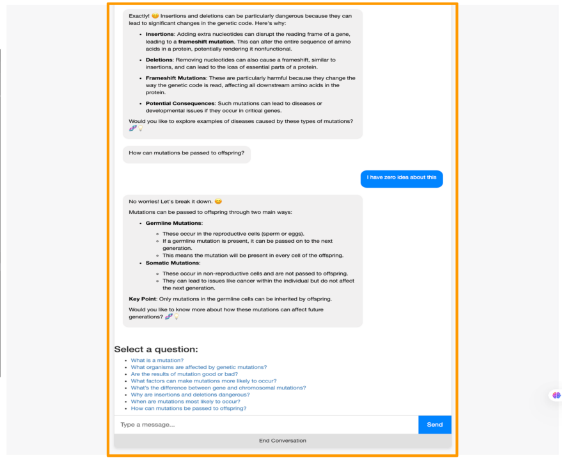 Exactly! 😊 Insertions and deletions can be particularly dangerous because they can
lead to significant changes in the genetic code. Here's why:
• Insertions: Adding extra nucleotides can disrupt the reading frame of a gene,
leading to a frameshift mutation. This can alter the entire sequence of amino
acids in a protein, potentially rendering it nonfunctional.
• Deletions: Removing nucleotides can also cause a frameshift, similar to
insertions, and can lead to the loss of essential parts of a protein.
• Frameshift Mutations: These are particularly harmful because they change the
way the genetic code is read, affecting all downstream amino acids in the
protein.
• Potential Consequences: Such mutations can lead to diseases or
developmental issues if they occur in critical genes.
Would you like to explore examples of diseases caused by these types of mutations?
How can mutations be passed to offspring?
I have zero idea about this
No worries! Let's break it down. 😊
Mutations can be passed to offspring through two main ways:
• Germline Mutations:
These occur in the reproductive cells (sperm or eggs).
If a germline mutation is present, it can be passed on to the next
generation.
This means the mutation will be present in every cell of the offspring.
• Somatic Mutations:
These occur in non-reproductive cells and are not passed to offspring.
They can lead to issues like cancer within the individual but do not affect
the next generation.
Key Point: Only mutations in the germline cells can be inherited by offspring.
Would you like to know more about how these mutations can affect future
generations?
Select a question:
• What is a mutation?
• What organisms are affected by genetic mutations?
• Are the results of mutation good or bad?
• What factors can make mutations more likely to occur?
• What's the difference between gene and chromosomal mutations?
• Why are insertions and deletions dangerous?
• When are mutations most likely to occur?
• How can mutations be passed to offspring?
Type a message...
Send
End Conversation